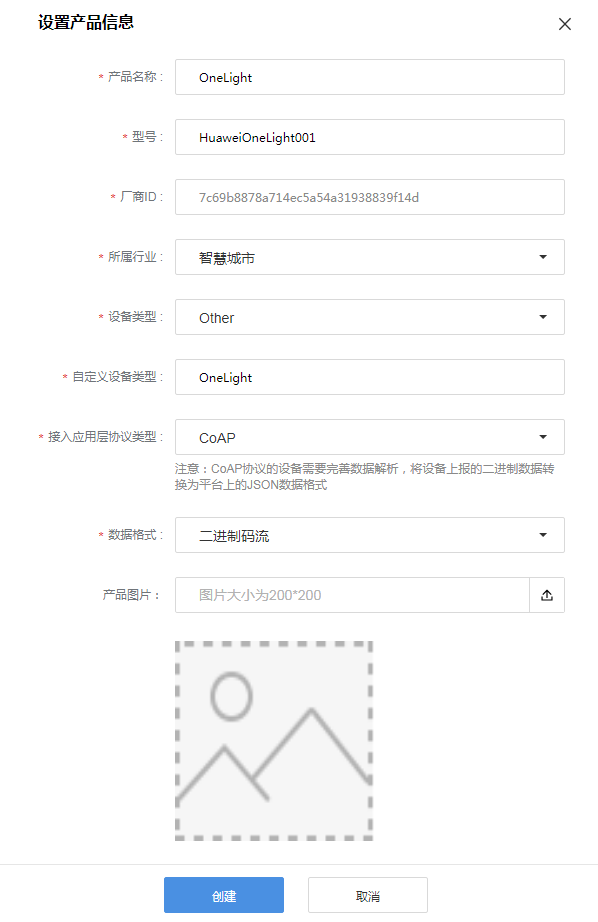 设置产品信息
* 产品名称： OneLight
* 型号： HuaweiOneLight001
* 厂商ID： 7c69b8878a714ec5a54a31938839f14d
* 所属行业： 智慧城市
* 设备类型： Other
* 自定义设备类型： OneLight
* 接入应用层协议类型： CoAP
注意：CoAP协议的设备需要完善数据解析，将设备上报的二进制数据转
换为平台上的JSON数据格式
* 数据格式： 二进制码流
产品图片： 图片大小为200*200
创建 取消